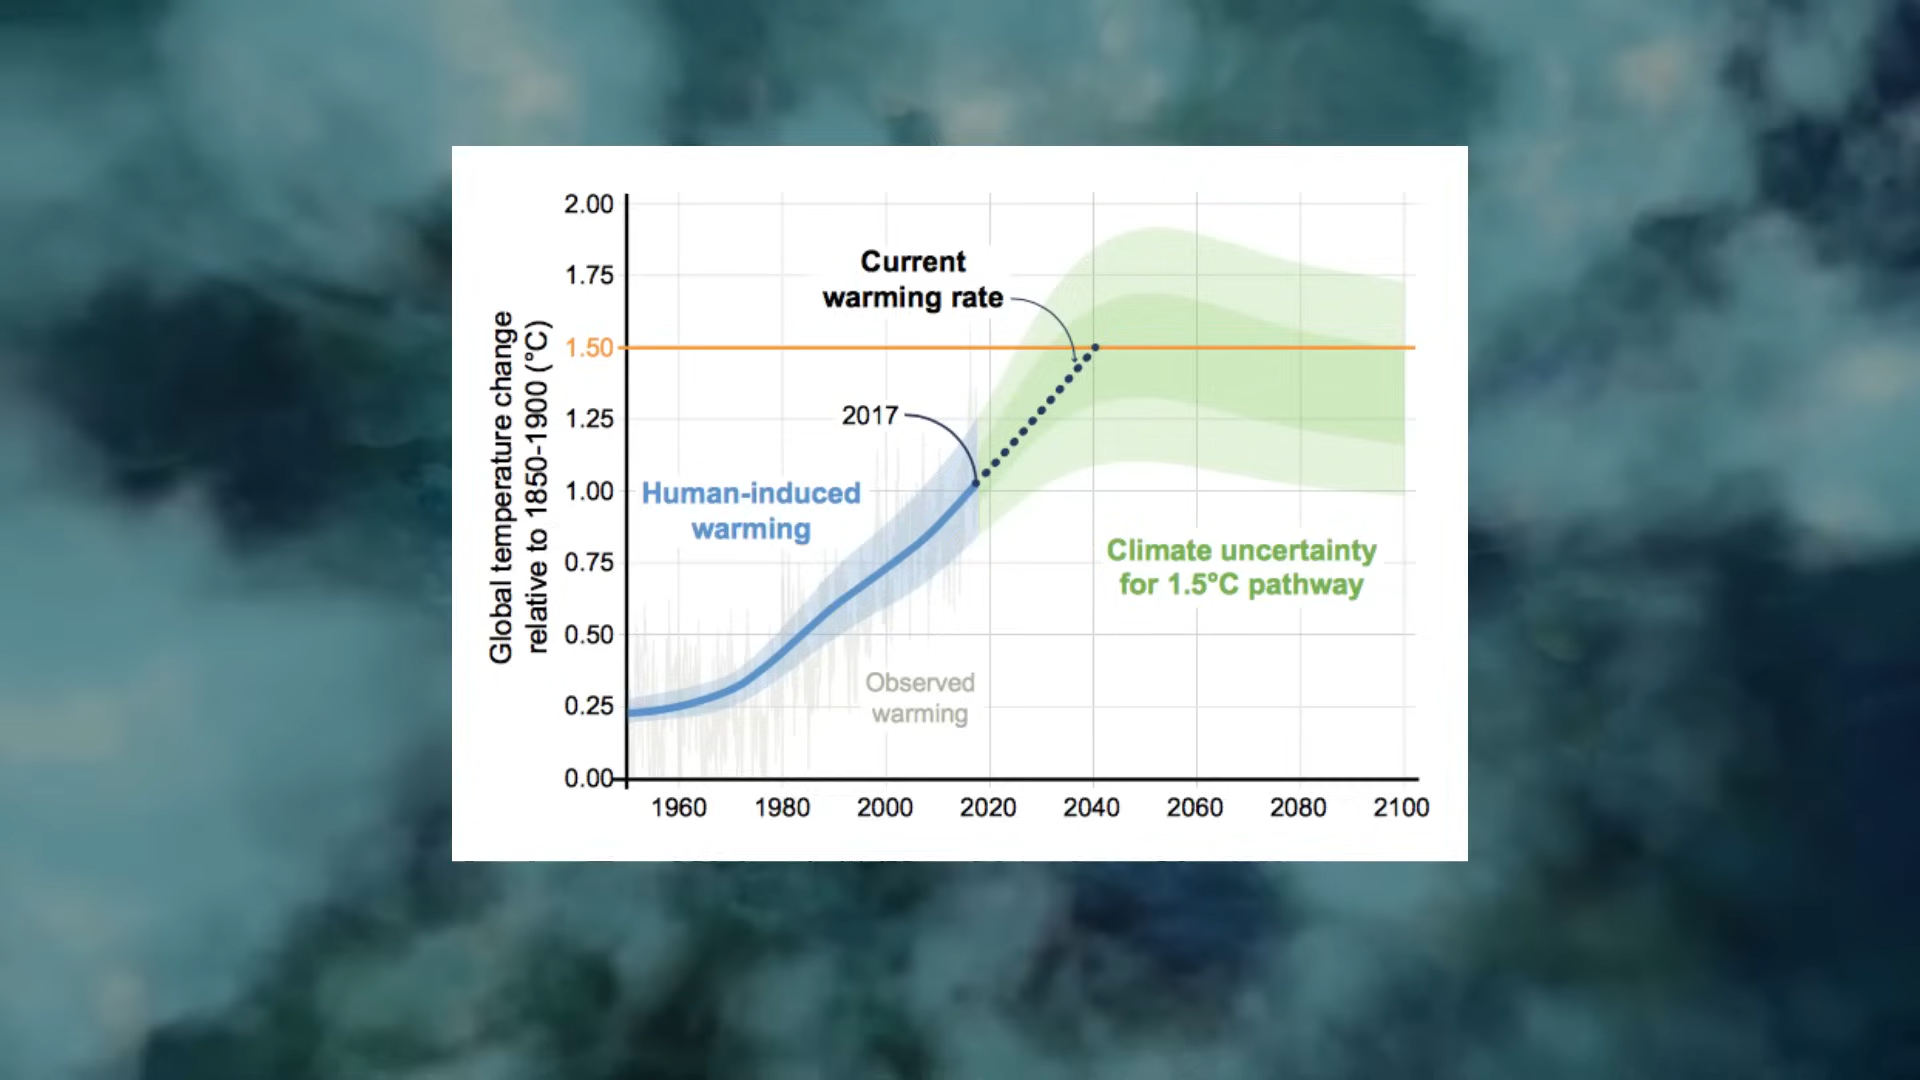 Global temperature change
relative to 1850-1900 (°C)
2.00
1.75
1.50
1.25
1.00
0.75
0.50
0.25
0.00
Current
warming rate
2017
Human-induced
warming
Climate uncertainty
for 1.5°C pathway
Observed
warming
1960 1980 2000 2020 2040 2060 2080 2100